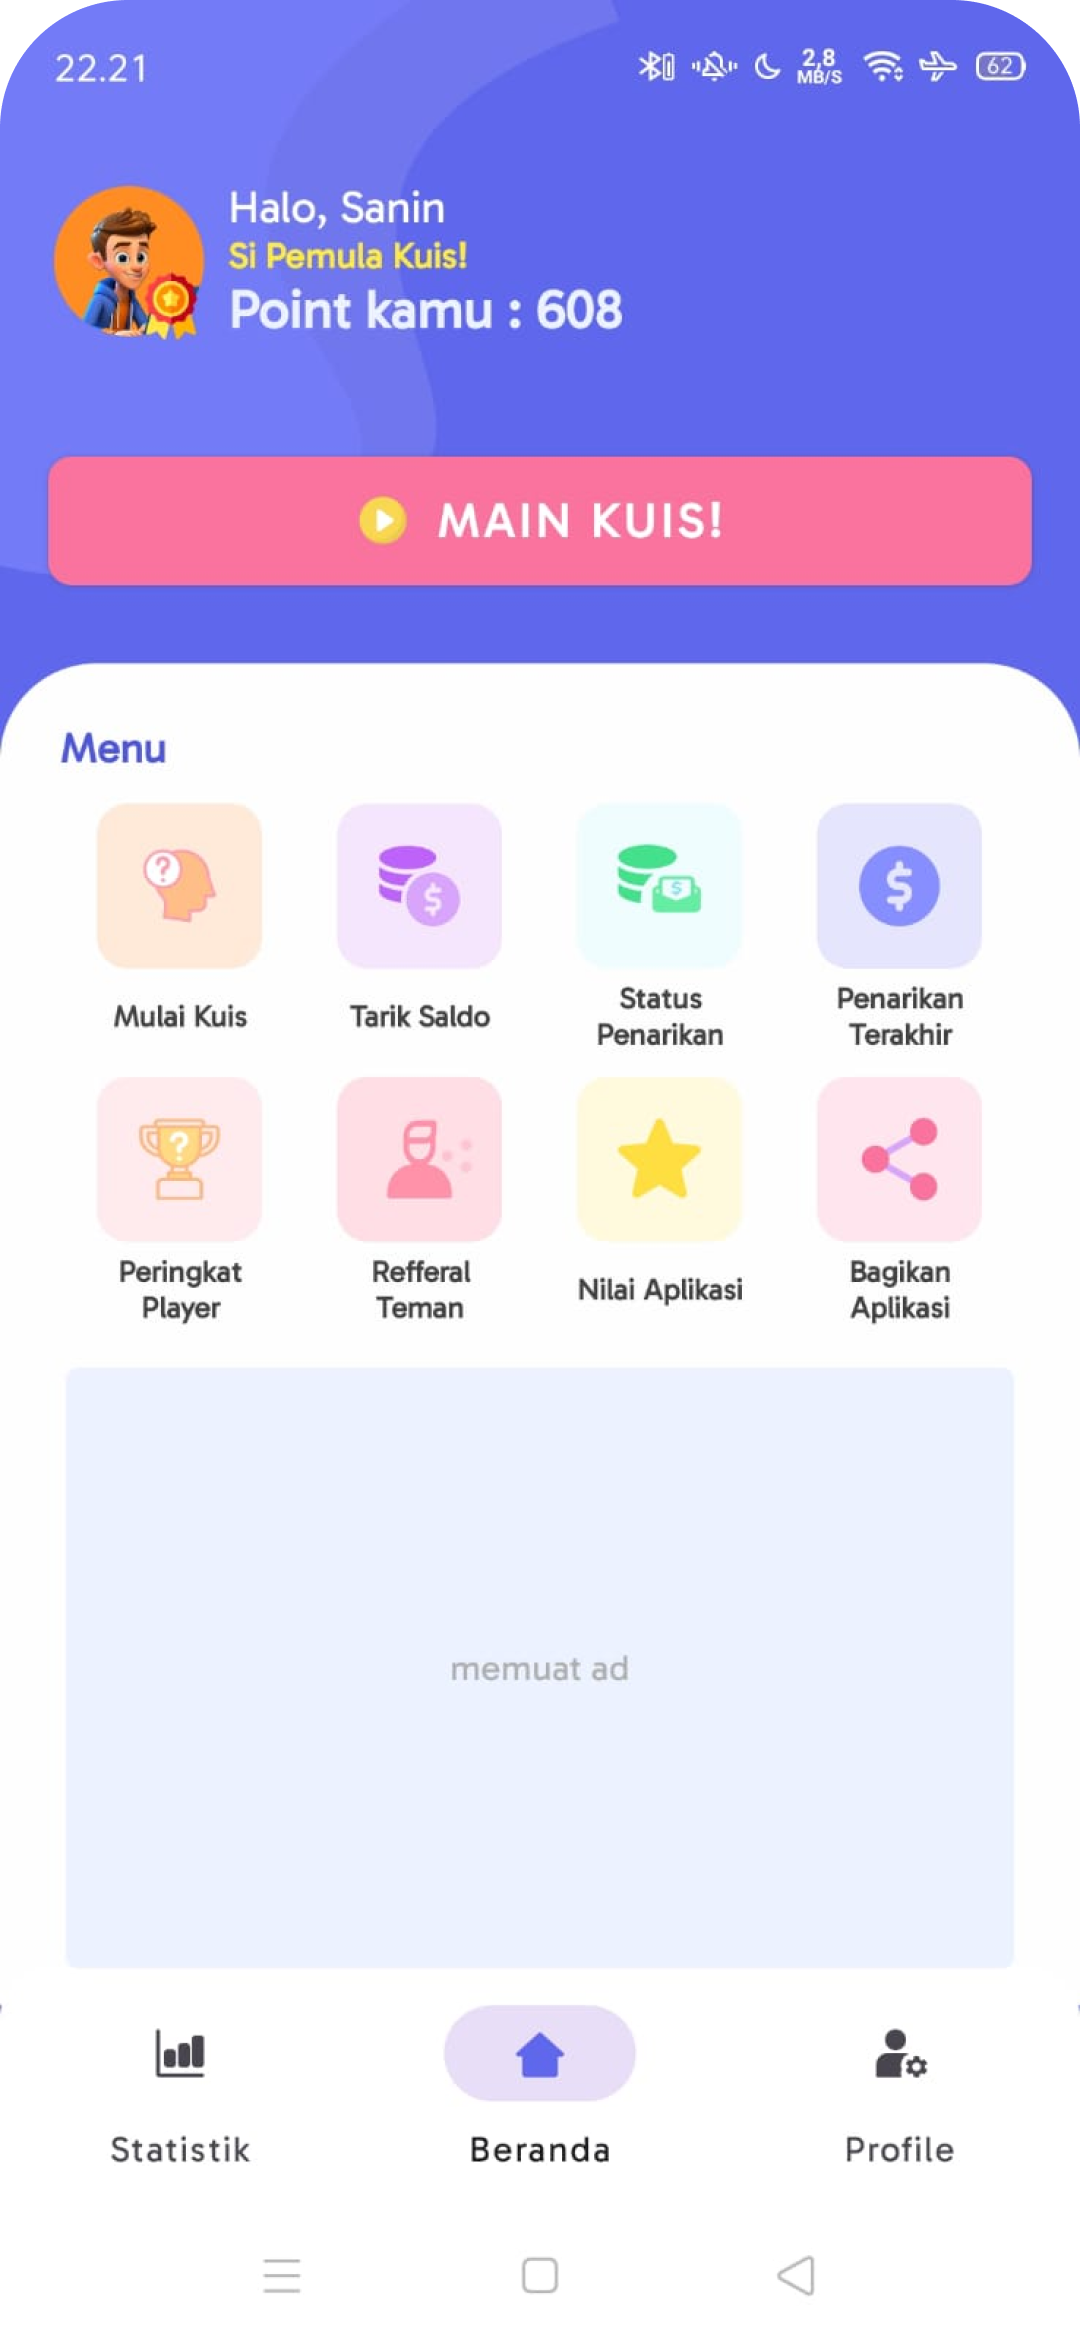 22.21
2,8
MB/S
62
Halo, Sanin
Si Pemula Kuis!
Point kamu : 608
MAIN KUIS!
Menu
Mulai Kuis
Tarik Saldo
Status
Penarikan
Penarikan
Terakhir
Peringkat
Player
Refferal
Teman
Nilai Aplikasi
Bagikan
Aplikasi
memuat ad
Statistik
Beranda
Profile